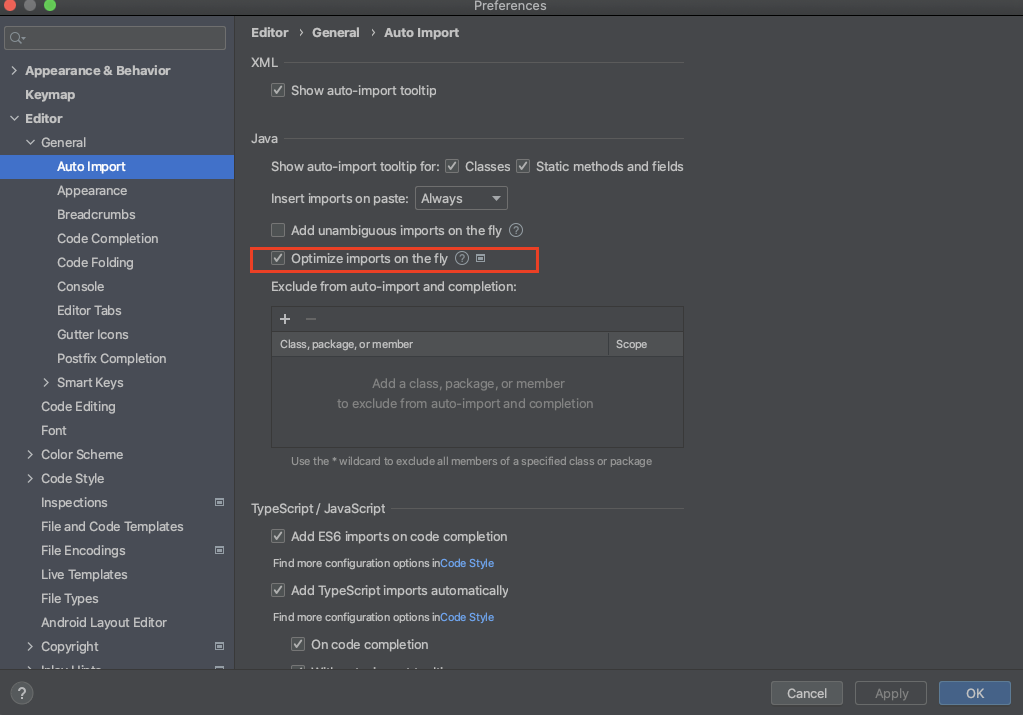 Preferences
Appearance & Behavior
Keymap
Editor
General
Auto Import
Appearance
Breadcrumbs
Code Completion
Code Folding
Console
Editor Tabs
Gutter Icons
Postfix Completion
Smart Keys
Code Editing
Font
Color Scheme
Code Style
Inspections
File and Code Templates
File Encodings
Live Templates
File Types
Android Layout Editor
Copyright
Editor › General › Auto Import
XML
Show auto-import tooltip
Java
Show auto-import tooltip for: Classes Static methods and fields
Insert imports on paste: Always
Add unambiguous imports on the fly ?
Optimize imports on the fly ?
Exclude from auto-import and completion:
+ −
Class, package, or member Scope
Add a class, package, or member
to exclude from auto-import and completion
Use the * wildcard to exclude all members of a specified class or package
TypeScript / JavaScript
Add ES6 imports on code completion
Find more configuration options inCode Style
Add TypeScript imports automatically
Find more configuration options inCode Style
On code completion
? Cancel Apply OK